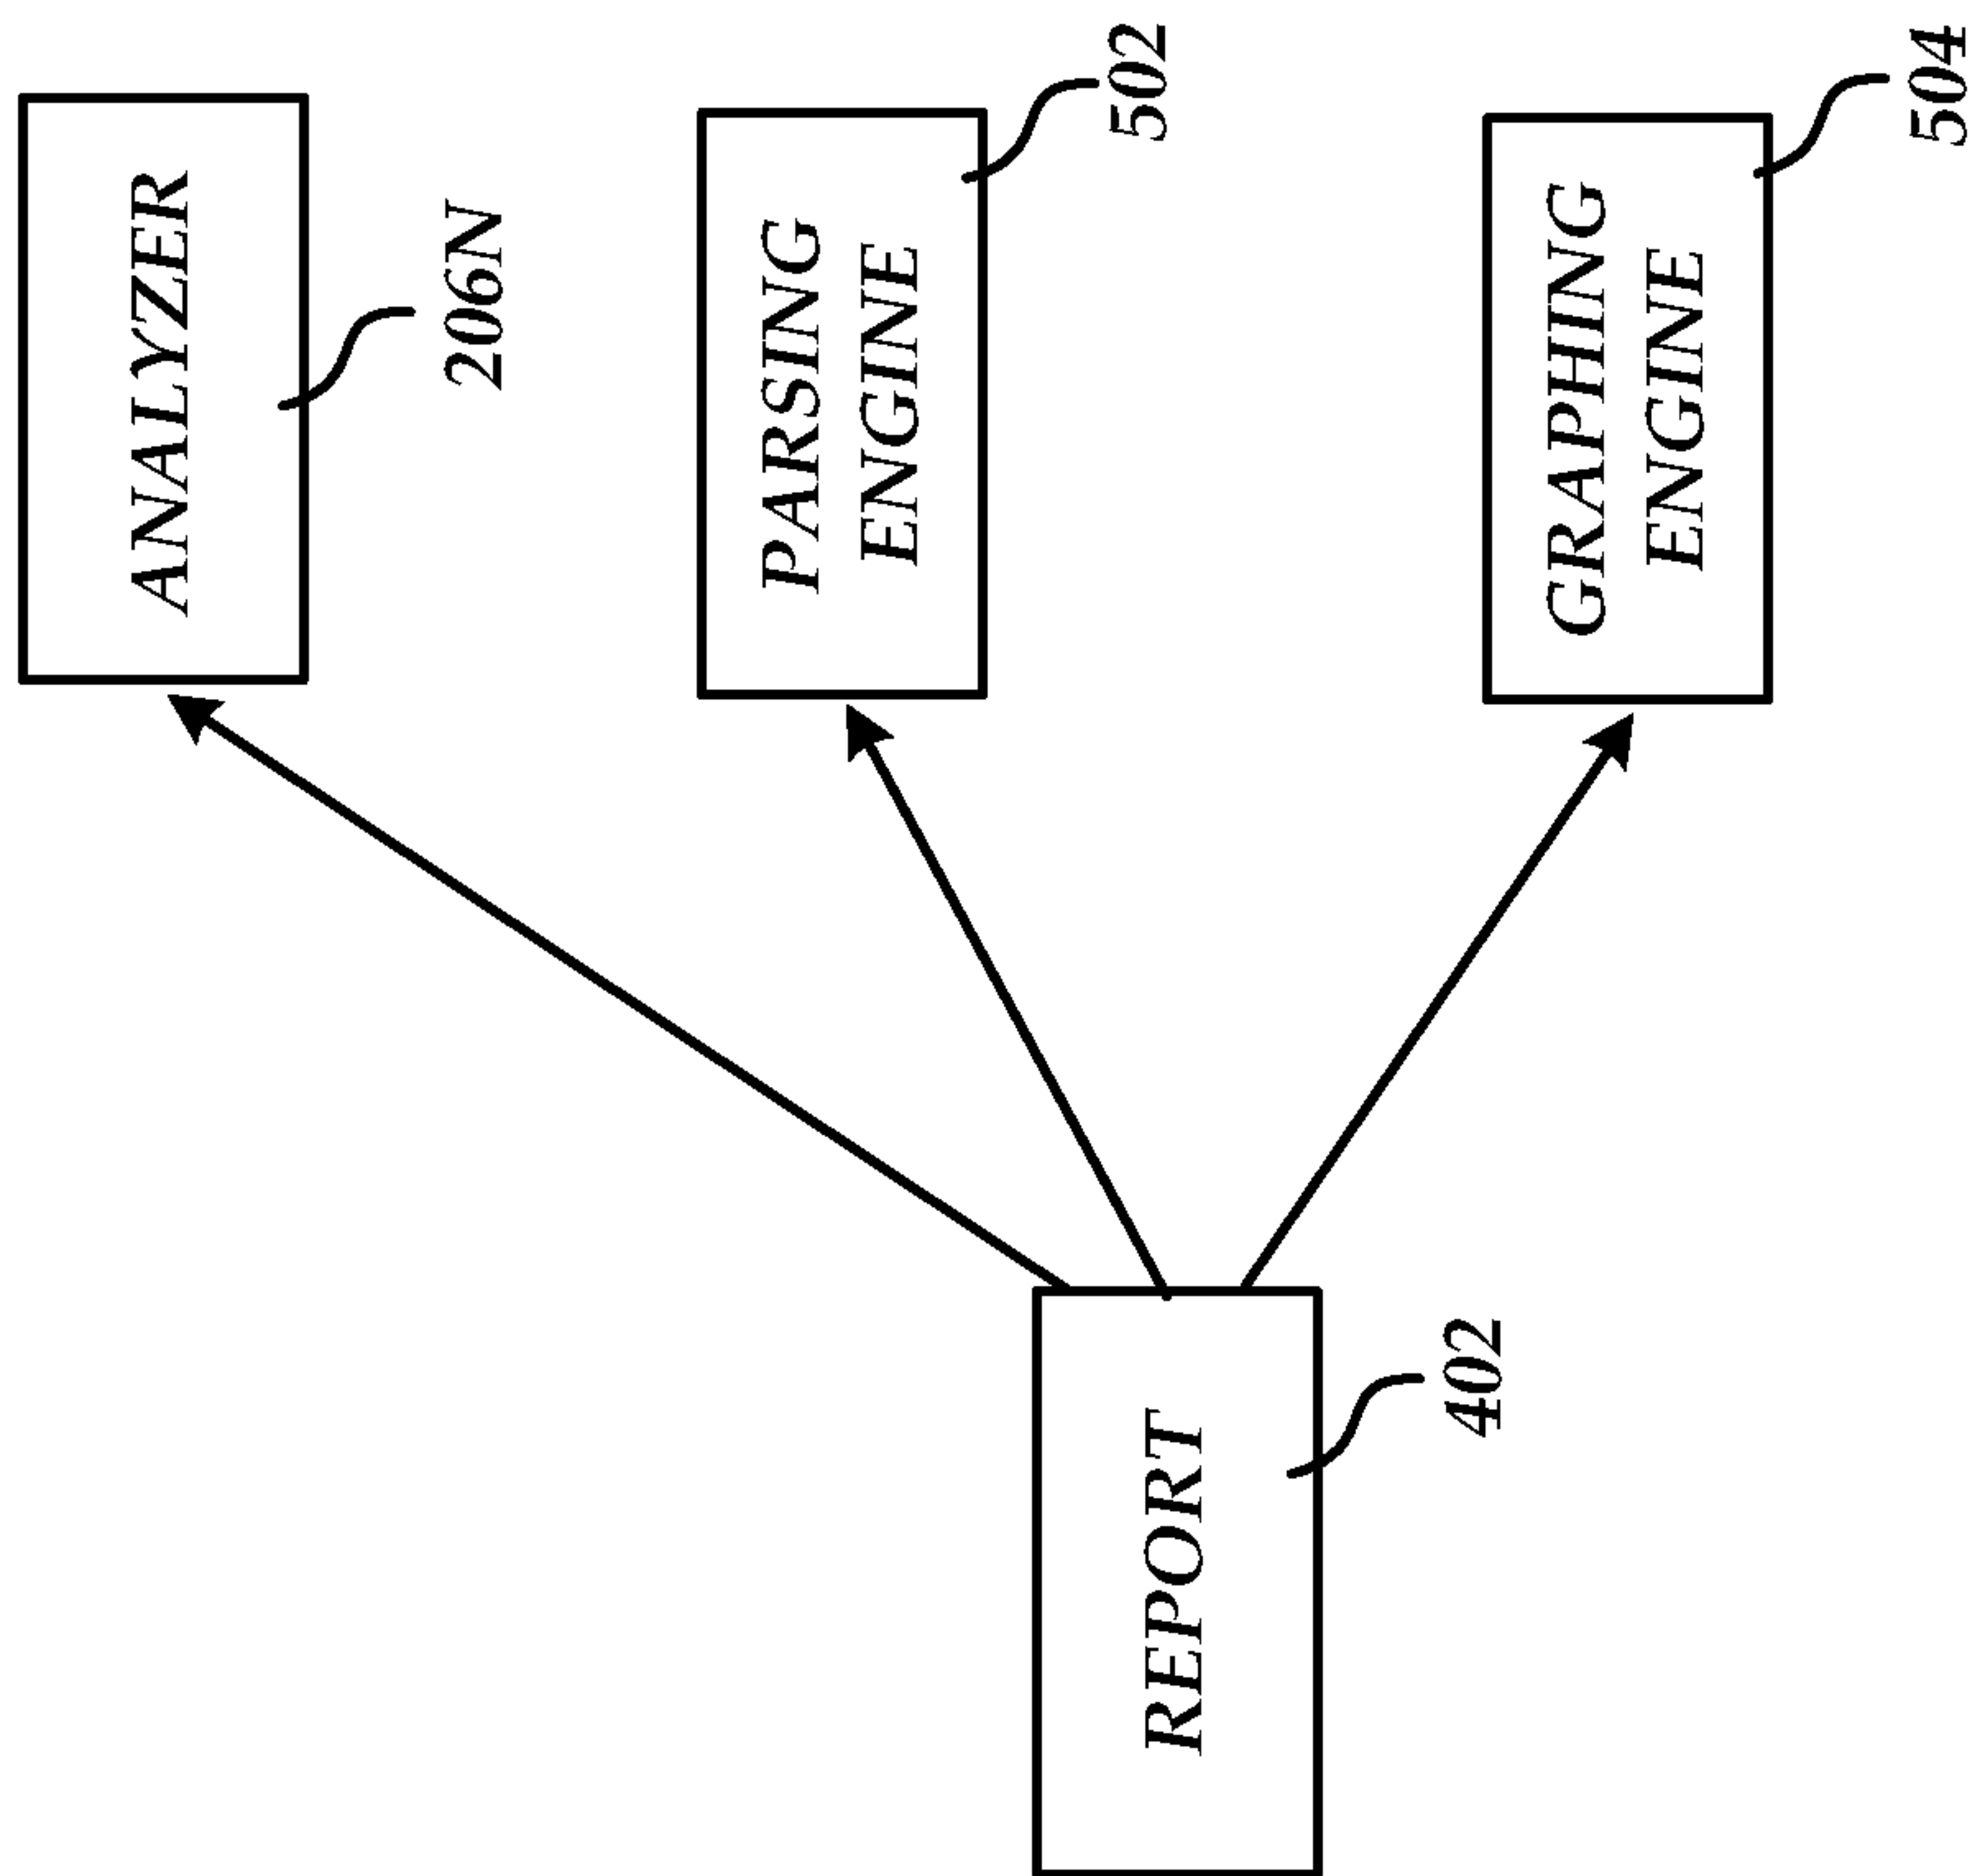 ANALYZER
206N
PARSING
ENGINE
502
GRAPHING
ENGINE
504
REPORT
402